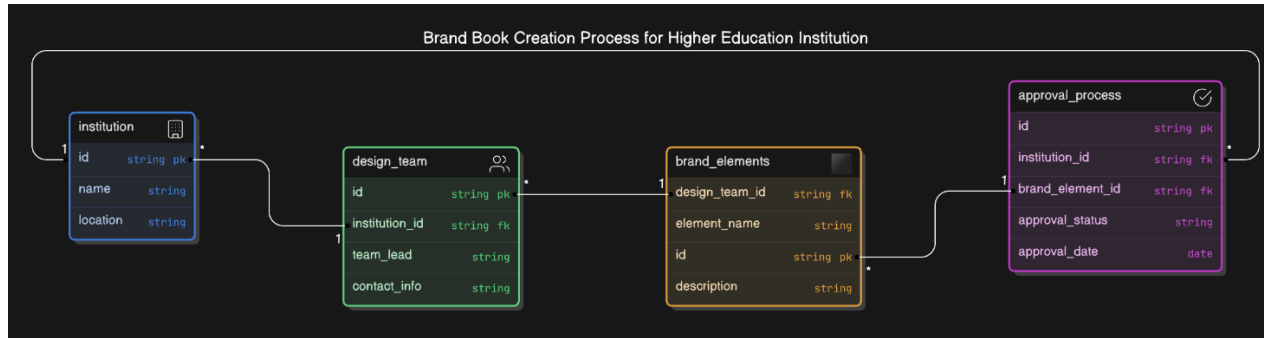 Brand Book Creation Process for Higher Education Institution
institution
1 id string pk *
name string
location string
design_team
id string pk *
1 institution_id string fk
team_lead string
contact_info string
brand_elements
1 design_team_id string fk
element_name string
id string pk *
description string
approval_process
id string pk
institution_id string fk *
1 brand_element_id string fk
approval_status string
approval_date date